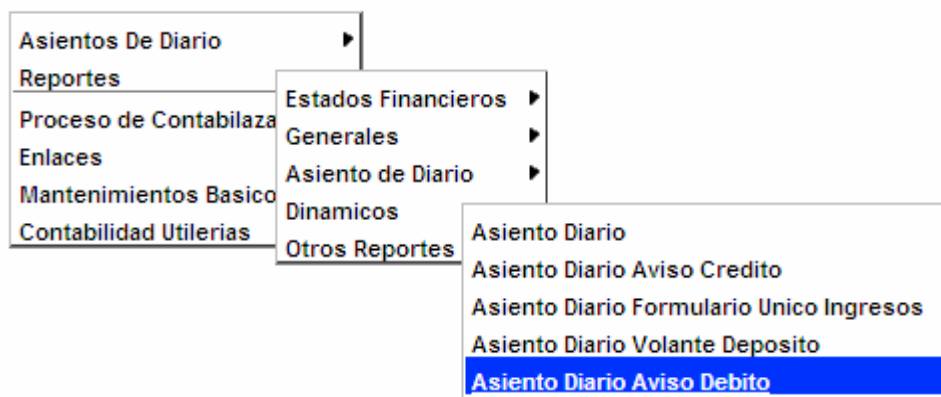 Asientos De Diario
Reportes
Proceso de Contabilaza
Enlaces
Mantenimientos Basico
Contabilidad Utilerias
Estados Financieros
Generales
Asiento de Diario
Dinamicos
Otros Reportes
Asiento Diario
Asiento Diario Aviso Credito
Asiento Diario Formulario Unico Ingresos
Asiento Diario Volante Deposito
Asiento Diario Aviso Debito